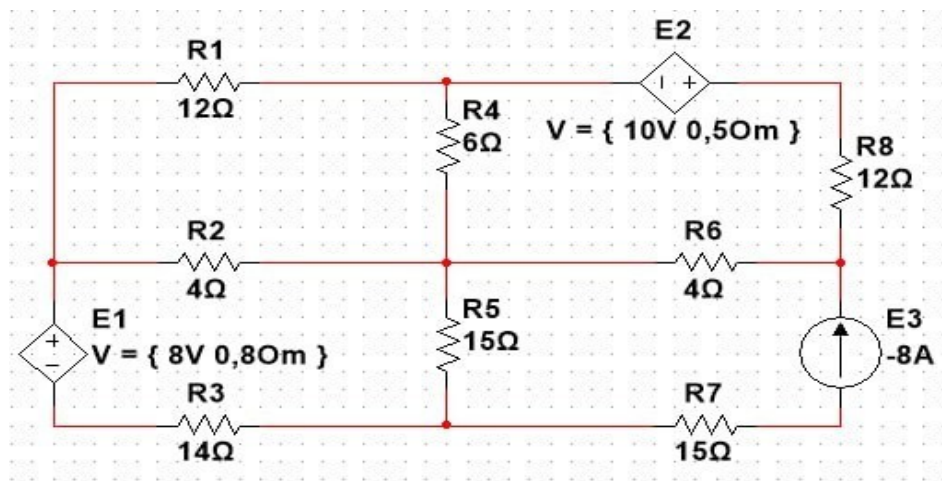 E2
R1
12Ω
R4
6Ω
V = { 10V 0,5Om }
R8
12Ω
R2
4Ω
R6
4Ω
E1
V = { 8V 0,8Om }
R5
15Ω
E3
-8A
R3
14Ω
R7
15Ω